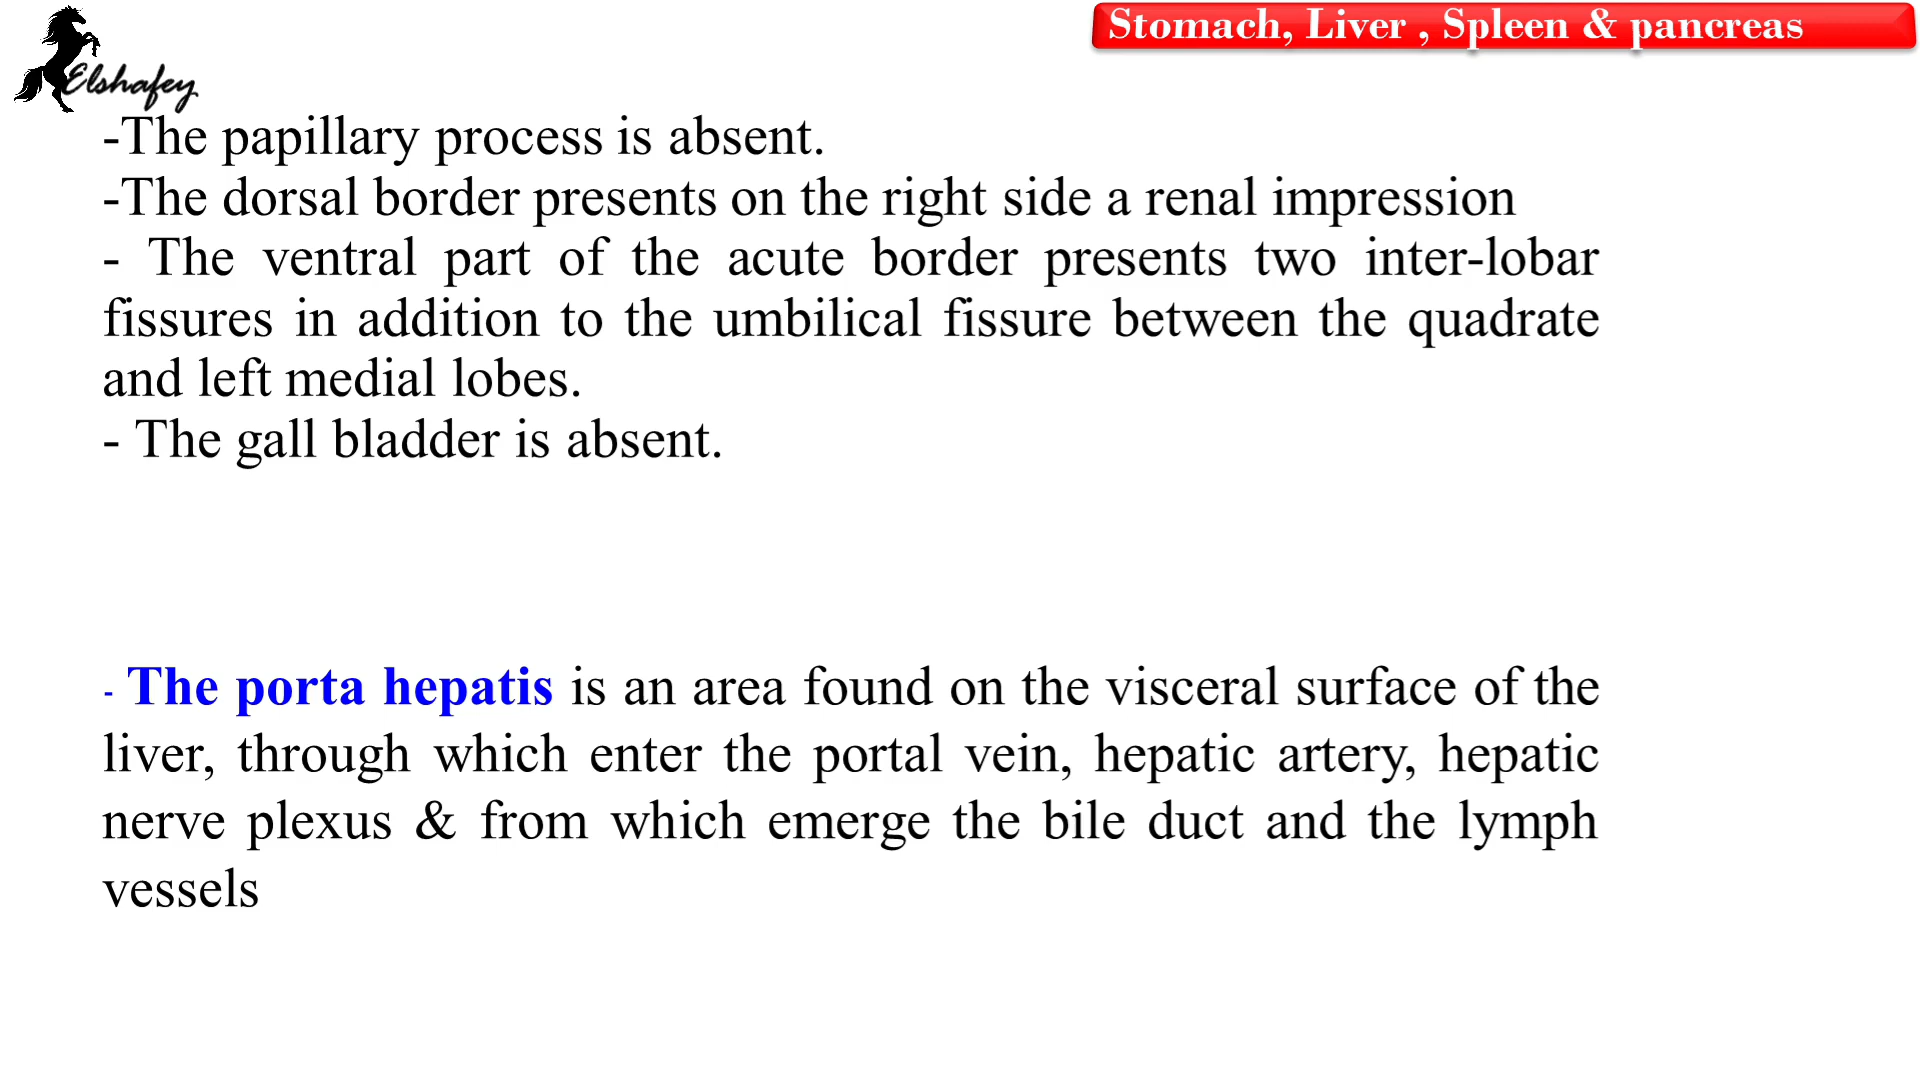 Stomach, Liver , Spleen & pancreas
Elshafey
-The papillary process is absent.
-The dorsal border presents on the right side a renal impression
- The ventral part of the acute border presents two inter-lobar
fissures in addition to the umbilical fissure between the quadrate
and left medial lobes.
- The gall bladder is absent.
- The porta hepatis is an area found on the visceral surface of the
liver, through which enter the portal vein, hepatic artery, hepatic
nerve plexus & from which emerge the bile duct and the lymph
vessels